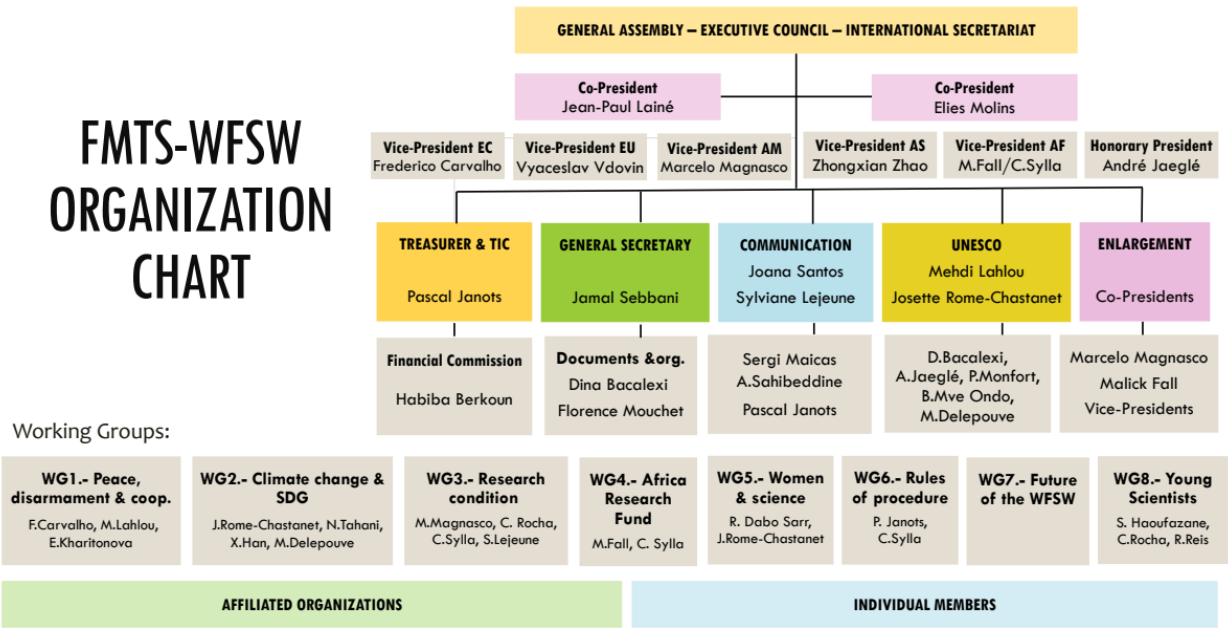 FMTS-WFSW
ORGANIZATION
CHART
GENERAL ASSEMBLY – EXECUTIVE COUNCIL – INTERNATIONAL SECRETARIAT
Co-President
Jean-Paul Lainé
Co-President
Elies Molins
Vice-President EC
Frederico Carvalho
Vice-President EU
Vyaceslav Vdovin
Vice-President AM
Marcelo Magnasco
Vice-President AS
Zhongxian Zhao
Vice-President AF
M.Fall/C.Sylla
Honorary President
André Jaeglé
TREASURER & TIC
Pascal Janots
GENERAL SECRETARY
Jamal Sebbani
COMMUNICATION
Joana Santos
Sylviane Lejeune
UNESCO
Mehdi Lahlou
Josette Rome-Chastanet
ENLARGEMENT
Co-Presidents
Financial Commission
Habiba Berkoun
Documents &org.
Dina Bacalexi
Florence Mouchet
Sergi Maicas
A.Sahibeddine
Pascal Janots
D.Bacalexi,
A.Jaeglé, P.Monfort,
B.Mve Ondo,
M.Delepouve
Marcelo Magnasco
Malick Fall
Vice-Presidents
Working Groups:
WG1.- Peace,
disarmament & coop.
F.Carvalho, M.Lahlou,
E.Kharitonova
WG2.- Climate change &
SDG
J.Rome-Chastanet, N.Tahani,
X.Han, M.Delepouve
WG3.- Research
condition
M.Magnasco, C. Rocha,
C.Sylla, S.Lejeune
WG4.- Africa
Research
Fund
M.Fall, C. Sylla
WG5.- Women
& science
R. Dabo Sarr,
J.Rome-Chastanet
WG6.- Rules
of procedure
P. Janots,
C.Sylla
WG7.- Future
of the WFSW
WG8.- Young
Scientists
S. Haoufazane,
C.Rocha, R.Reis
AFFILIATED ORGANIZATIONS
INDIVIDUAL MEMBERS